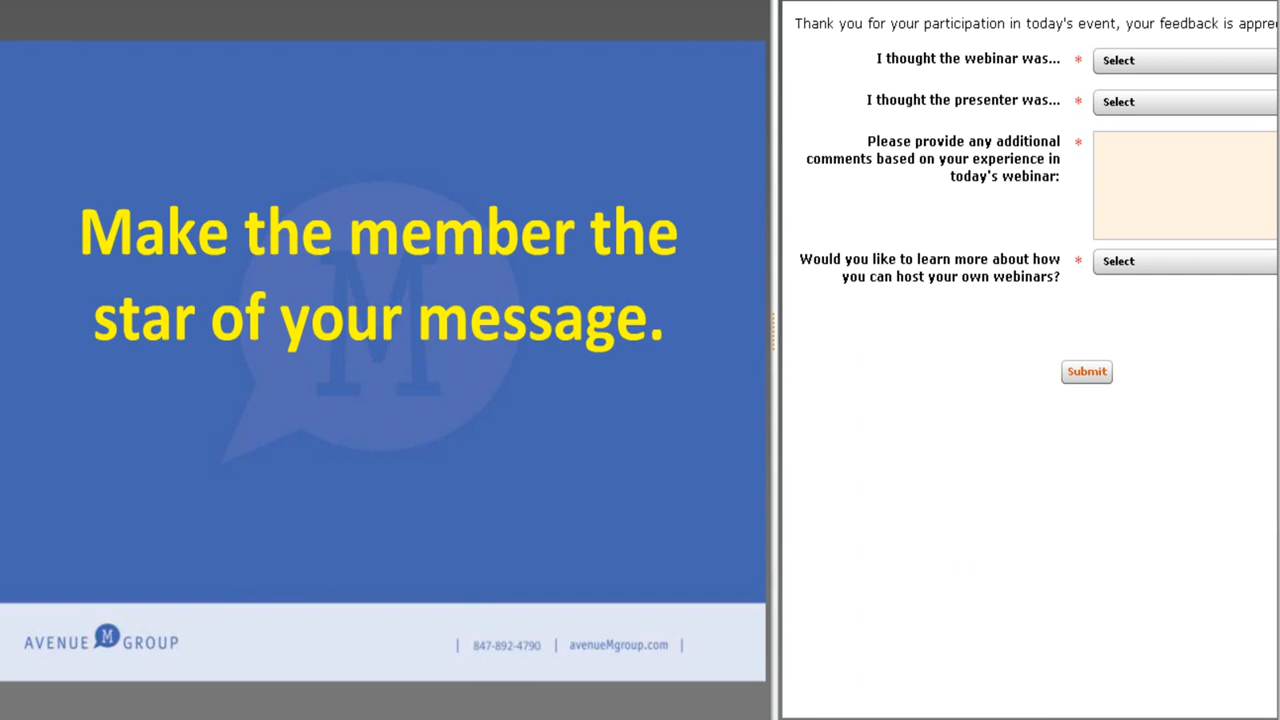 Make the member the
star of your message.
AVENUE M GROUP
| 847-892-4790 | avenueMgroup.com |
Thank you for your participation in today's event, your feedback is
I thought the webinar was... * Select
I thought the presenter was... * Select
Please provide any additional *
comments based on your experience in
today's webinar:
Would you like to learn more about how * Select
you can host your own webinars?
Submit